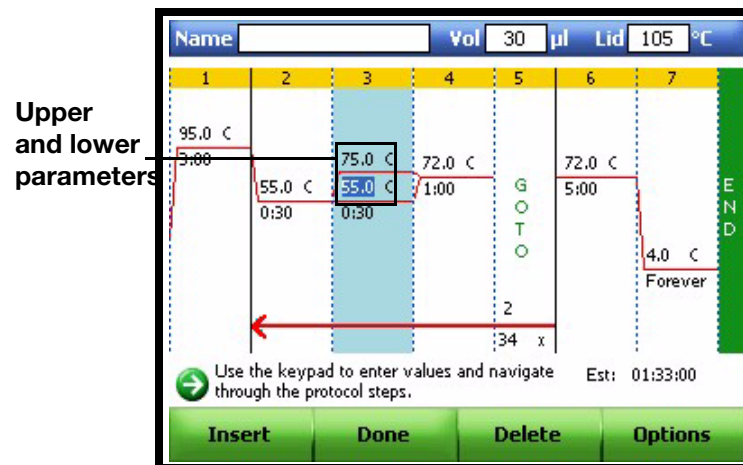 Name Vol 30 µl Lid 105 °C
1 2 3 4 5 6 7
Upper
and lower
parameters
95.0 C
3:00
55.0 C
0:30
75.0 C
55.0 C
0:30
72.0 C
1:00
G
O
T
O
2
34 x
72.0 C
5:00
4.0 C
Forever
E
N
D
Use the keypad to enter values and navigate
through the protocol steps.
Est: 01:33:00
Insert Done Delete Options